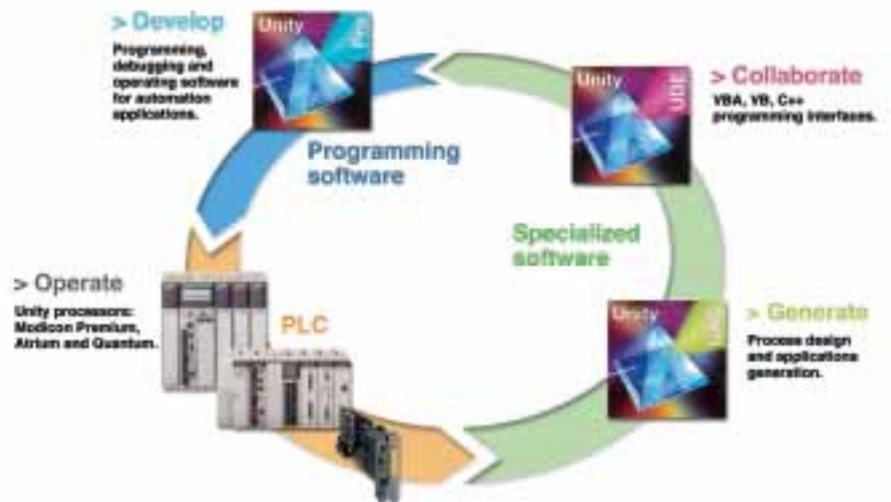 > Develop
Programming,
debugging and
operating software
for automation
applications.
Unity
Pro
Programming
software
Unity
UDE
> Collaborate
VBA, VB, C++
programming interfaces.
Specialized
software
> Operate
Unity processors:
Modicon Premium,
Atrium and Quantum.
PLC
Unity
> Generate
Process design
and applications
generation.